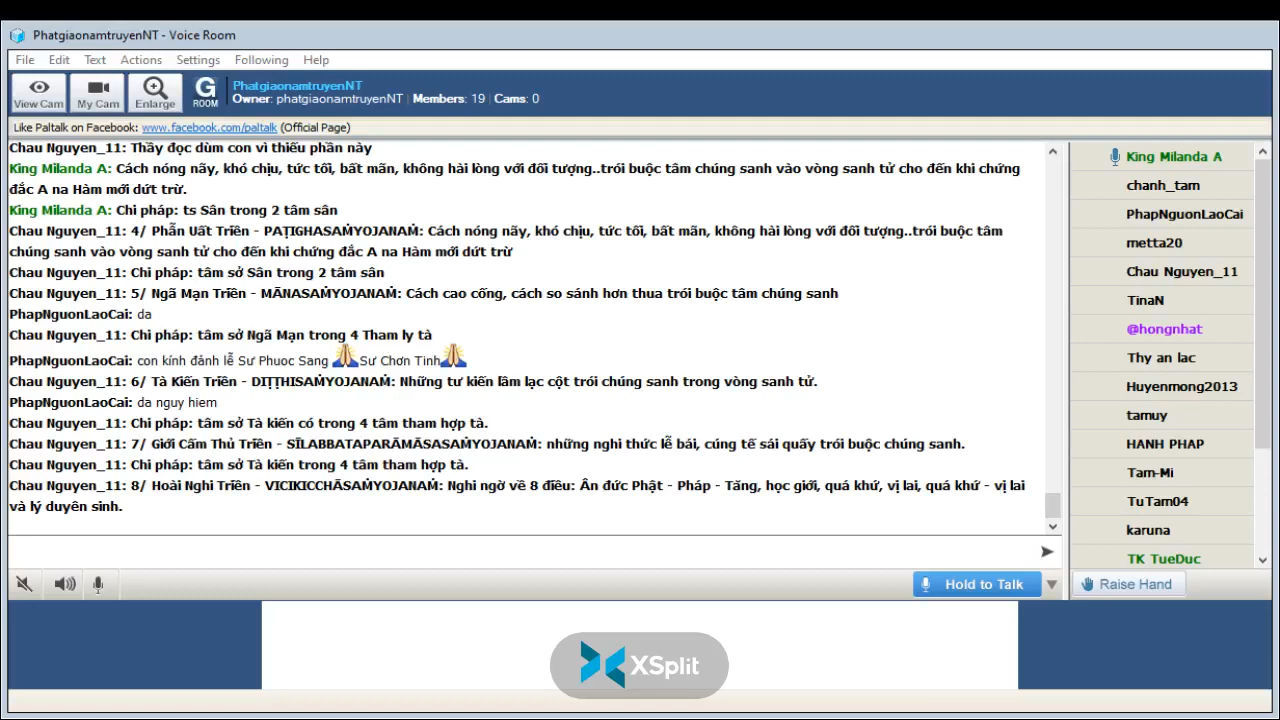 PhatgiaonamtruyenNT - Voice Room
File Edit Text Actions Settings Following Help
View Cam My Cam Enlarge G ROOM
PhatgiaonamtruyenNT
Owner: phatgiaonamtruyenNT | Members: 19 | Cams: 0
Like Paltalk on Facebook: www.facebook.com/paltalk (Official Page)
Chau Nguyen_11: Thầy đọc dùm con vì thiếu phần này
King Milanda A: Cách nóng nãy, khó chịu, tức tối, bất mãn, không hài lòng với đối tượng..trói buộc tâm chúng sanh vào vòng sanh tử cho đến khi chứng
đắc A na Hàm mới dứt trừ.
King Milanda A: Chi pháp: ts Sân trong 2 tâm sân
Chau Nguyen_11: 4/ Phẫn Uất Triền - PAṬIGHASAṀYOJANAṀ: Cách nóng nãy, khó chịu, tức tối, bất mãn, không hài lòng với đối tượng..trói buộc tâm
chúng sanh vào vòng sanh tử cho đến khi chứng đắc A na Hàm mới dứt trừ
Chau Nguyen_11: Chi pháp: tâm sở Sân trong 2 tâm sân
Chau Nguyen_11: 5/ Ngã Mạn Triền - MĀNASAṀYOJANAṀ: Cách cao cống, cách so sánh hơn thua trói buộc tâm chúng sanh
PhapNguonLaoCai: da
Chau Nguyen_11: Chi pháp: tâm sở Ngã Mạn trong 4 Tham ly tà
PhapNguonLaoCai: con kính đảnh lễ Sư Phuoc Sang Sư Chơn Tinh
Chau Nguyen_11: 6/ Tà Kiến Triền - DIṬṬHISAṀYOJANAṀ: Những tư kiến lầm lạc cột trói chúng sanh trong vòng sanh tử.
PhapNguonLaoCai: da nguy hiem
Chau Nguyen_11: Chi pháp: tâm sở Tà kiến có trong 4 tâm tham hợp tà.
Chau Nguyen_11: 7/ Giới Cấm Thủ Triền - SĪLABBATAPARĀMĀSASAṀYOJANAṀ: những nghi thức lễ bái, cúng tế sái quấy trói buộc chúng sanh.
Chau Nguyen_11: Chi pháp: tâm sở Tà kiến trong 4 tâm tham hợp tà.
Chau Nguyen_11: 8/ Hoài Nghi Triền - VICIKICCHĀSAṀYOJANAṀ: Nghi ngờ về 8 điều: Ân đức Phật - Pháp - Tăng, học giới, quá khứ, vị lai, quá khứ - vị lai
và lý duyên sinh.
King Milanda A
chanh_tam
PhapNguonLaoCai
metta20
Chau Nguyen_11
TinaN
@hongnhat
Thy an lac
Huyenmong2013
tamuy
HANH PHAP
Tam-Mi
TuTam04
karuna
TK TueDuc
Hold to Talk
Raise Hand
XSplit